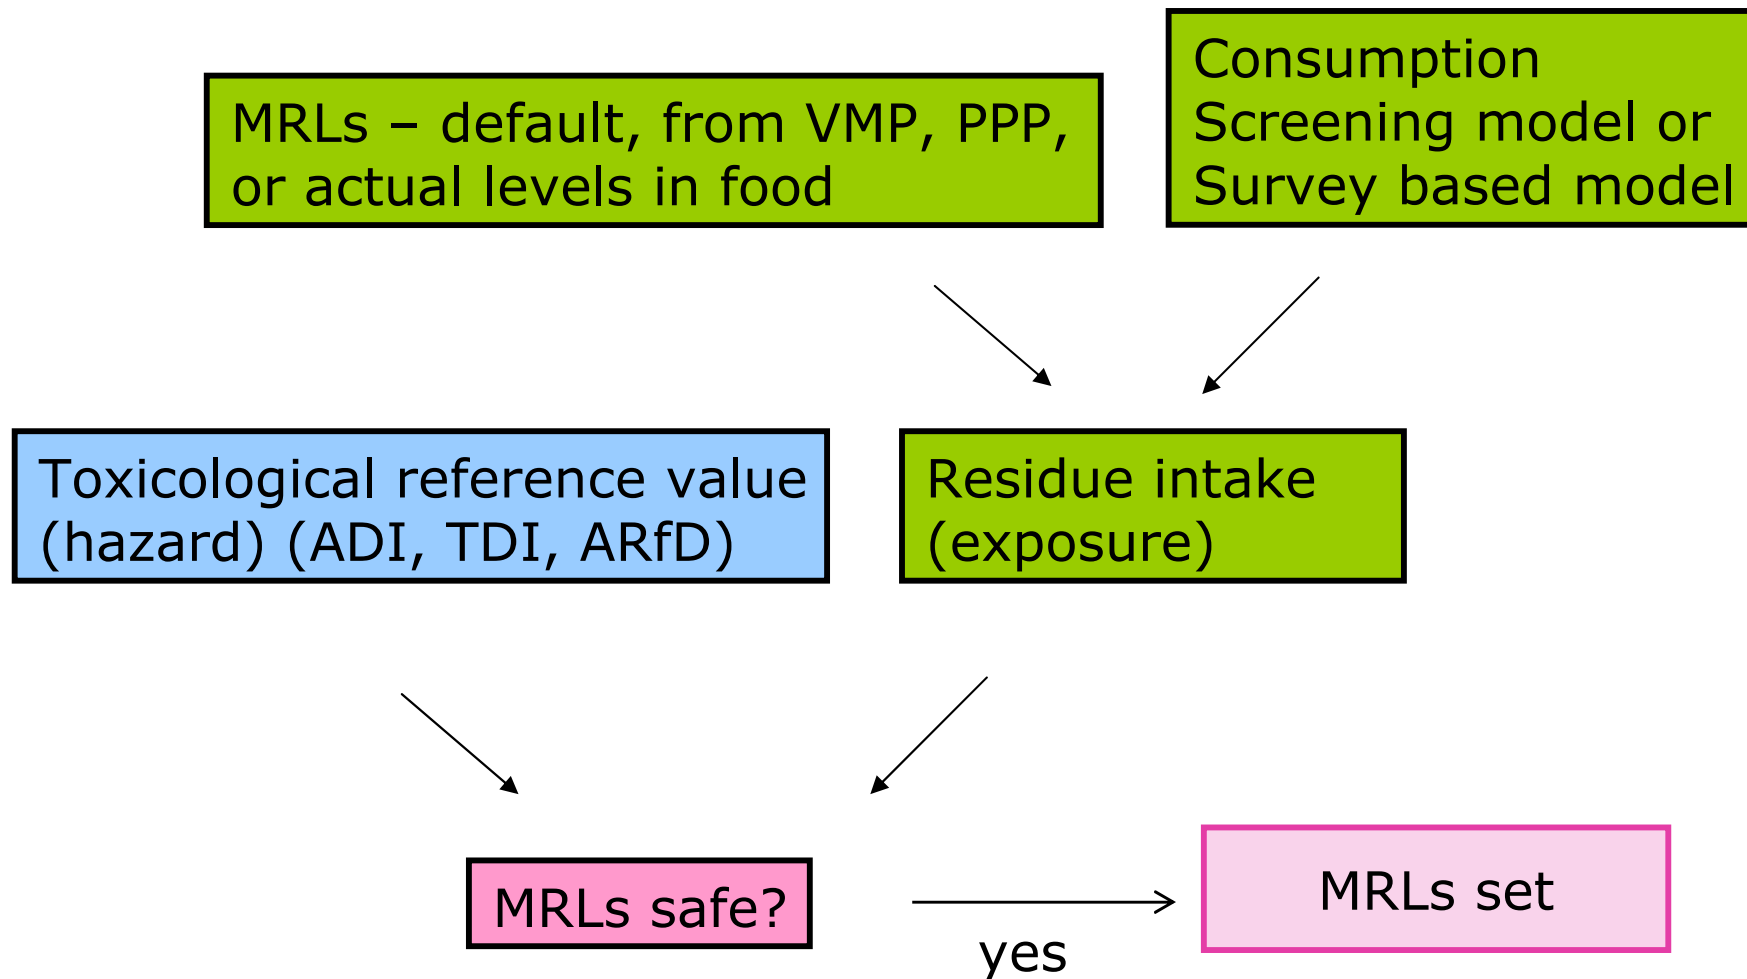 MRLs – default, from VMP, PPP,
or actual levels in food
Consumption
Screening model or
Survey based model
Toxicological reference value
(hazard) (ADI, TDI, ARfD)
Residue intake
(exposure)
MRLs safe?
yes
MRLs set